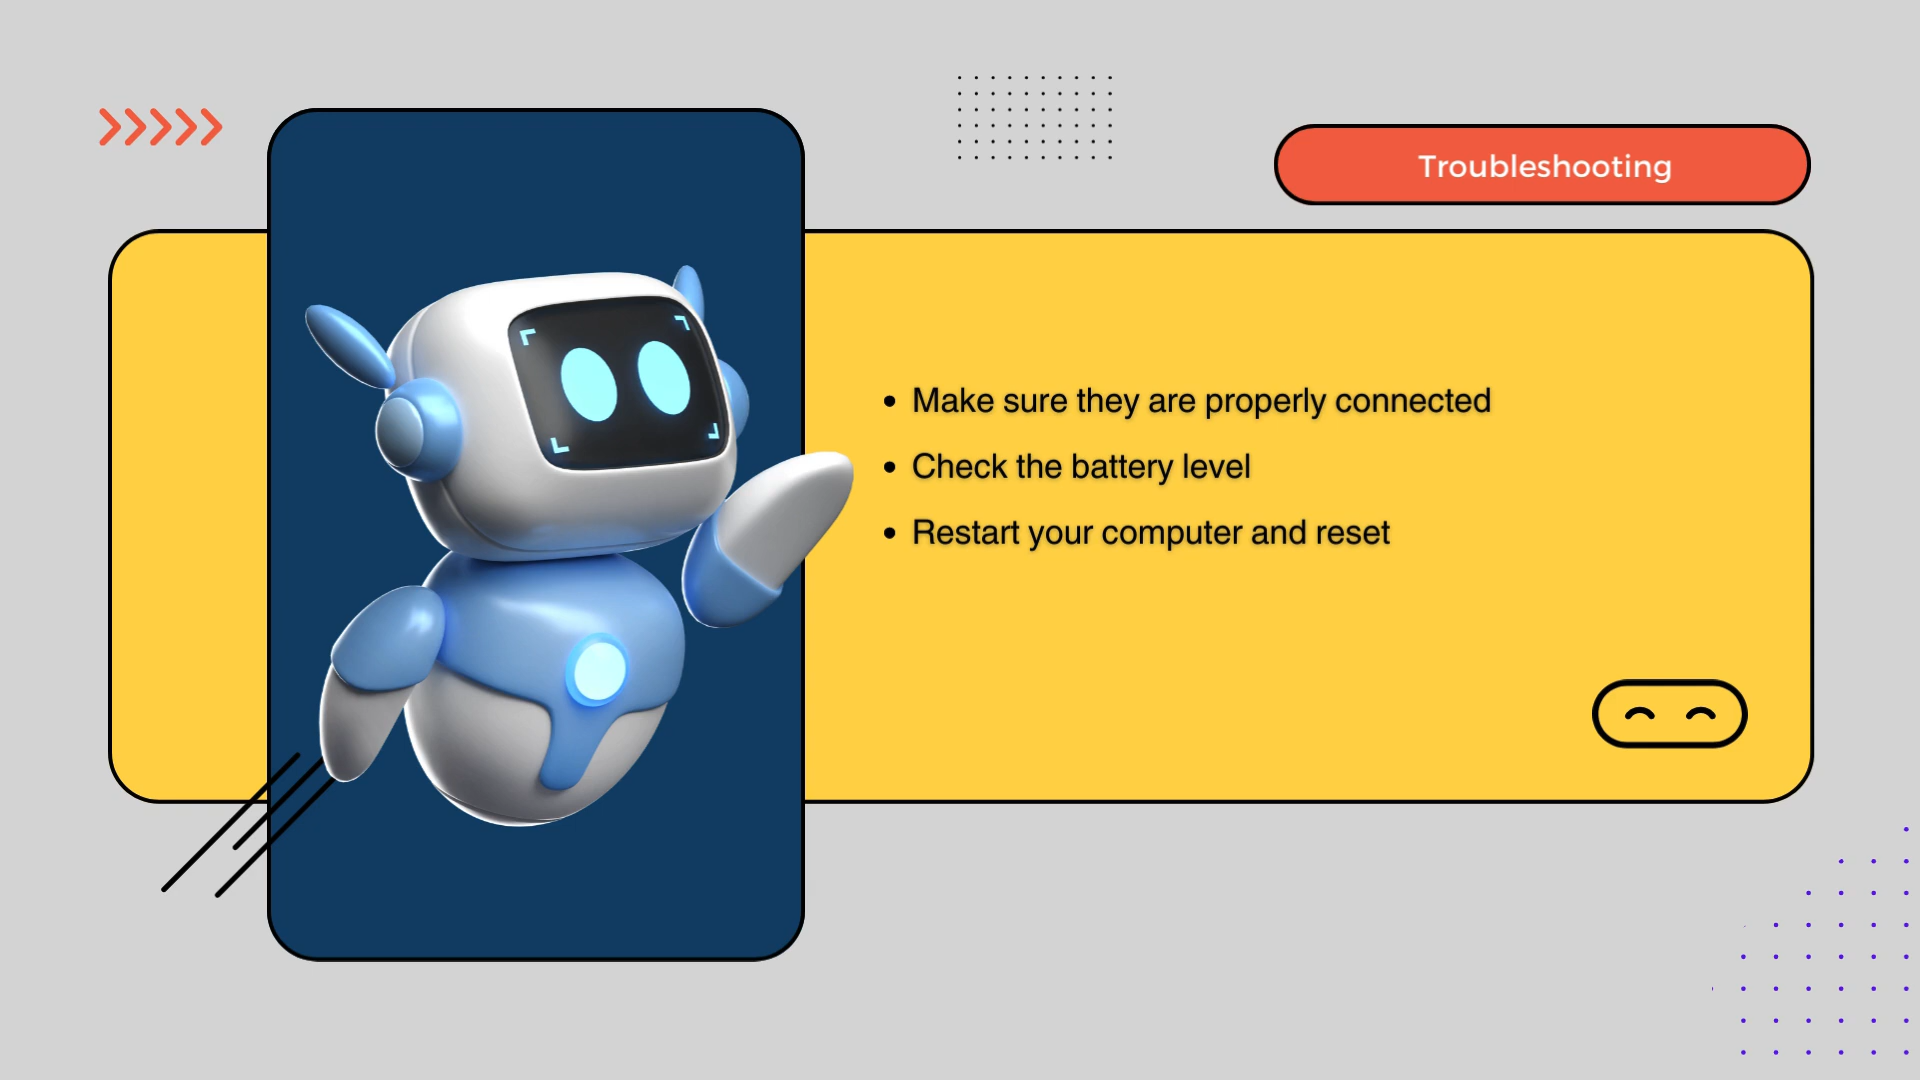 Troubleshooting
Make sure they are properly connected
Check the battery level
Restart your computer and reset